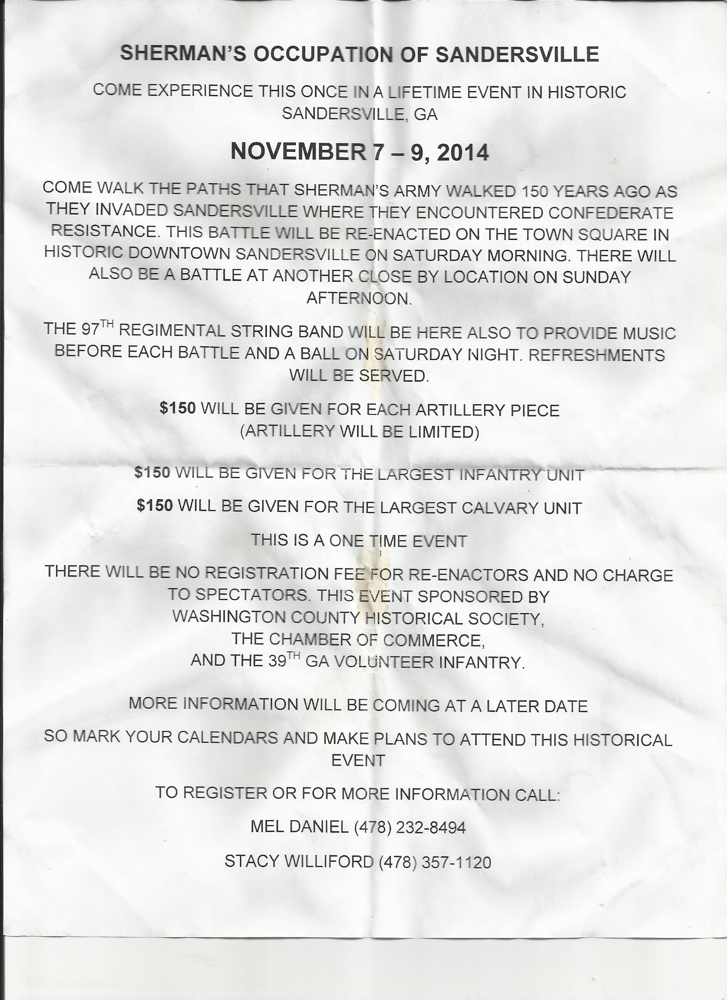 SHERMAN'S OCCUPATION OF SANDERSVILLE
COME EXPERIENCE THIS ONCE IN A LIFETIME EVENT IN HISTORIC
SANDERSVILLE, GA
NOVEMBER 7 – 9, 2014
COME WALK THE PATHS THAT SHERMAN'S ARMY WALKED 150 YEARS AGO AS
THEY INVADED SANDERSVILLE WHERE THEY ENCOUNTERED CONFEDERATE
RESISTANCE. THIS BATTLE WILL BE RE-ENACTED ON THE TOWN SQUARE IN
HISTORIC DOWNTOWN SANDERSVILLE ON SATURDAY MORNING. THERE WILL
ALSO BE A BATTLE AT ANOTHER CLOSE BY LOCATION ON SUNDAY
AFTERNOON.
THE 97TH REGIMENTAL STRING BAND WILL BE HERE ALSO TO PROVIDE MUSIC
BEFORE EACH BATTLE AND A BALL ON SATURDAY NIGHT. REFRESHMENTS
WILL BE SERVED.
$150 WILL BE GIVEN FOR EACH ARTILLERY PIECE
(ARTILLERY WILL BE LIMITED)
$150 WILL BE GIVEN FOR THE LARGEST INFANTRY UNIT
$150 WILL BE GIVEN FOR THE LARGEST CALVARY UNIT
THIS IS A ONE TIME EVENT
THERE WILL BE NO REGISTRATION FEE FOR RE-ENACTORS AND NO CHARGE
TO SPECTATORS. THIS EVENT SPONSORED BY
WASHINGTON COUNTY HISTORICAL SOCIETY,
THE CHAMBER OF COMMERCE,
AND THE 39TH GA VOLUNTEER INFANTRY.
MORE INFORMATION WILL BE COMING AT A LATER DATE
SO MARK YOUR CALENDARS AND MAKE PLANS TO ATTEND THIS HISTORICAL
EVENT
TO REGISTER OR FOR MORE INFORMATION CALL:
MEL DANIEL (478) 232-8494
STACY WILLIFORD (478) 357-1120